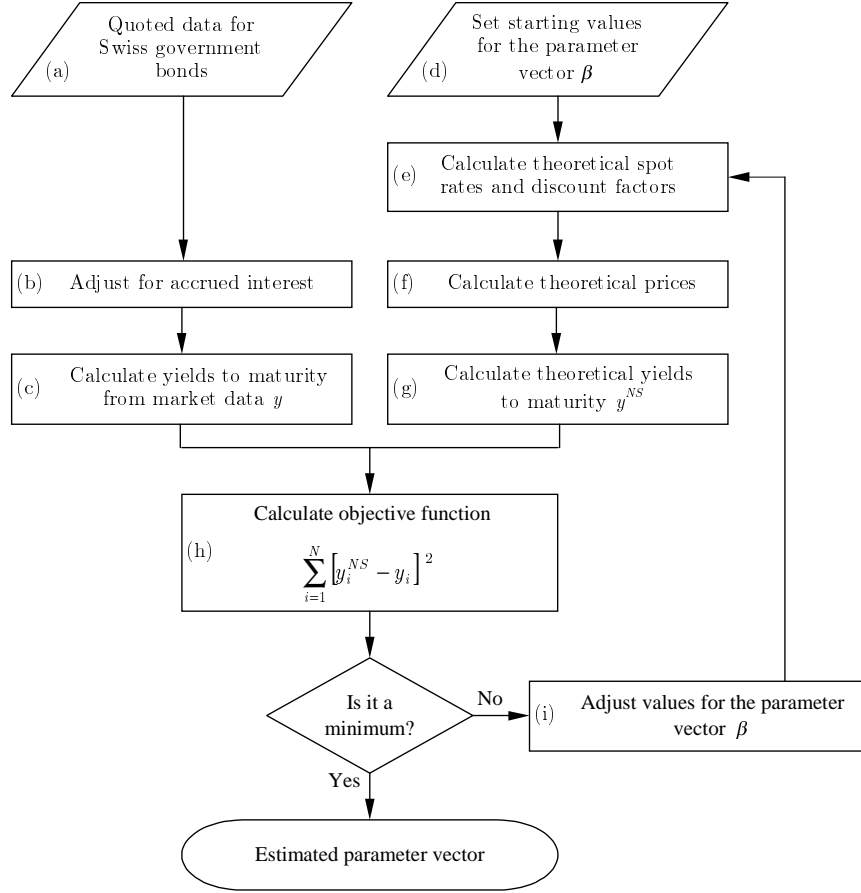 Quoted data for
Swiss government
bonds
(a)
Set starting values
for the parameter
vector β
(d)
Calculate theoretical spot
rates and discount factors
(e)
(b) Adjust for accrued interest
(f) Calculate theoretical prices
Calculate yields to maturity
from market data y
(c)
Calculate theoretical yields
to maturity y^{NS}
(g)
Calculate objective function
(h)
\sum_{i=1}^{N} [y_i^{NS} − y_i]^2
Is it a
minimum?
No
(i)
Adjust values for the parameter
vector β
Yes
Estimated parameter vector